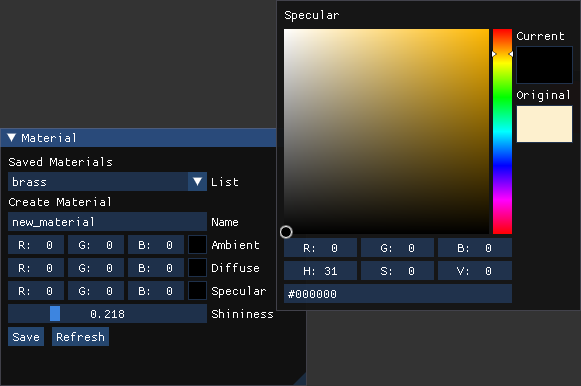 Specular
Current
Original
R: 0 G: 0 B: 0
H: 31 S: 0 V: 0
#000000
Material
Saved Materials
brass List
Create Material
new_material Name
R: 0 G: 0 B: 0 Ambient
R: 0 G: 0 B: 0 Diffuse
R: 0 G: 0 B: 0 Specular
0.218 Shininess
Save Refresh